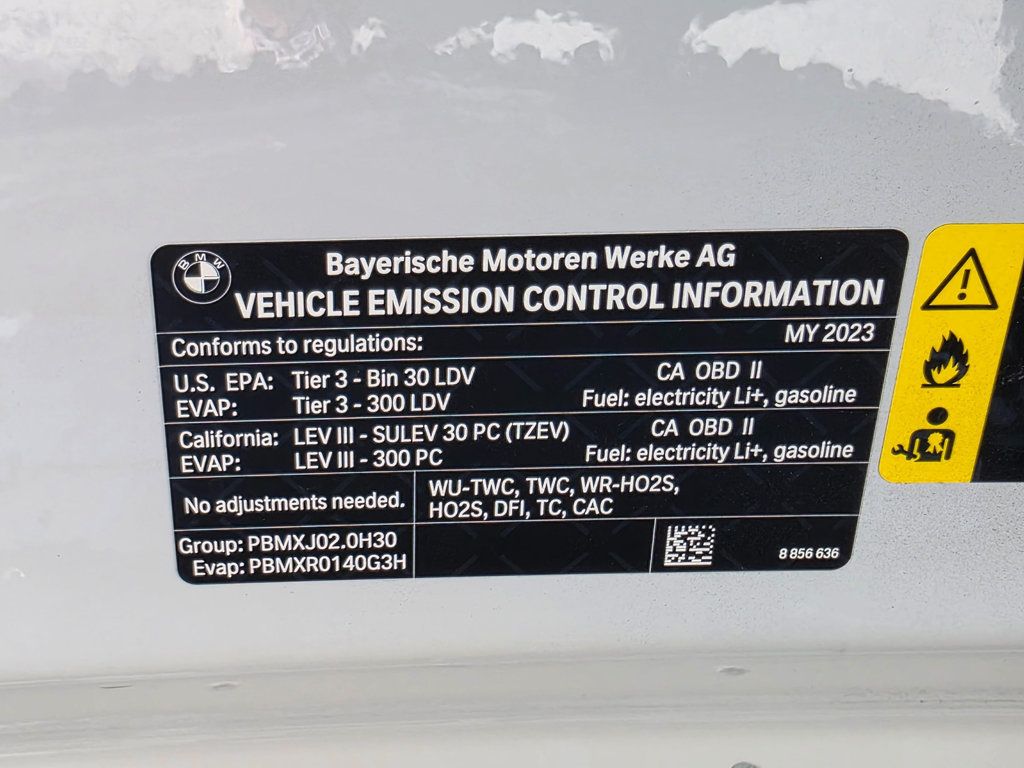 BMW
Bayerische Motoren Werke AG
VEHICLE EMISSION CONTROL INFORMATION
Conforms to regulations: MY 2023
U.S. EPA: Tier 3 - Bin 30 LDV CA OBD II
EVAP: Tier 3 - 300 LDV Fuel: electricity Li+, gasoline
California: LEV III - SULEV 30 PC (TZEV) CA OBD II
EVAP: LEV III - 300 PC Fuel: electricity Li+, gasoline
No adjustments needed.
WU-TWC, TWC, WR-HO2S,
HO2S, DFI, TC, CAC
Group: PBMXJ02.0H30
Evap: PBMXR0140G3H
8 856 636